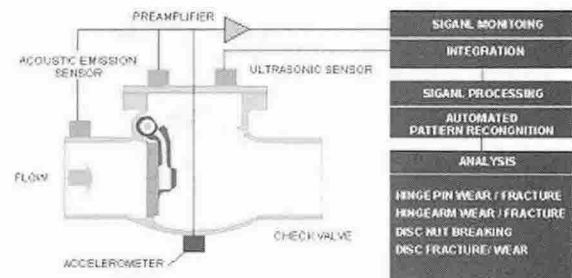 PREAMPLIFIER
ACOUSTIC EMISSION
SENSOR
ULTRASONIC SENSOR
FLOW
ACCELEROMETER
CHECK VALVE
SIGANL MONITOING
INTEGRATION
SIGANL PROCESSING
AUTOMATED
PATTERN RECONGNITION
ANALYSIS
HINGE PIN WEAR / FRACTURE
HINGEARM WEAR / FRACTURE
DISC NUT BREAKING
DISC FRACTURE/ WEAR